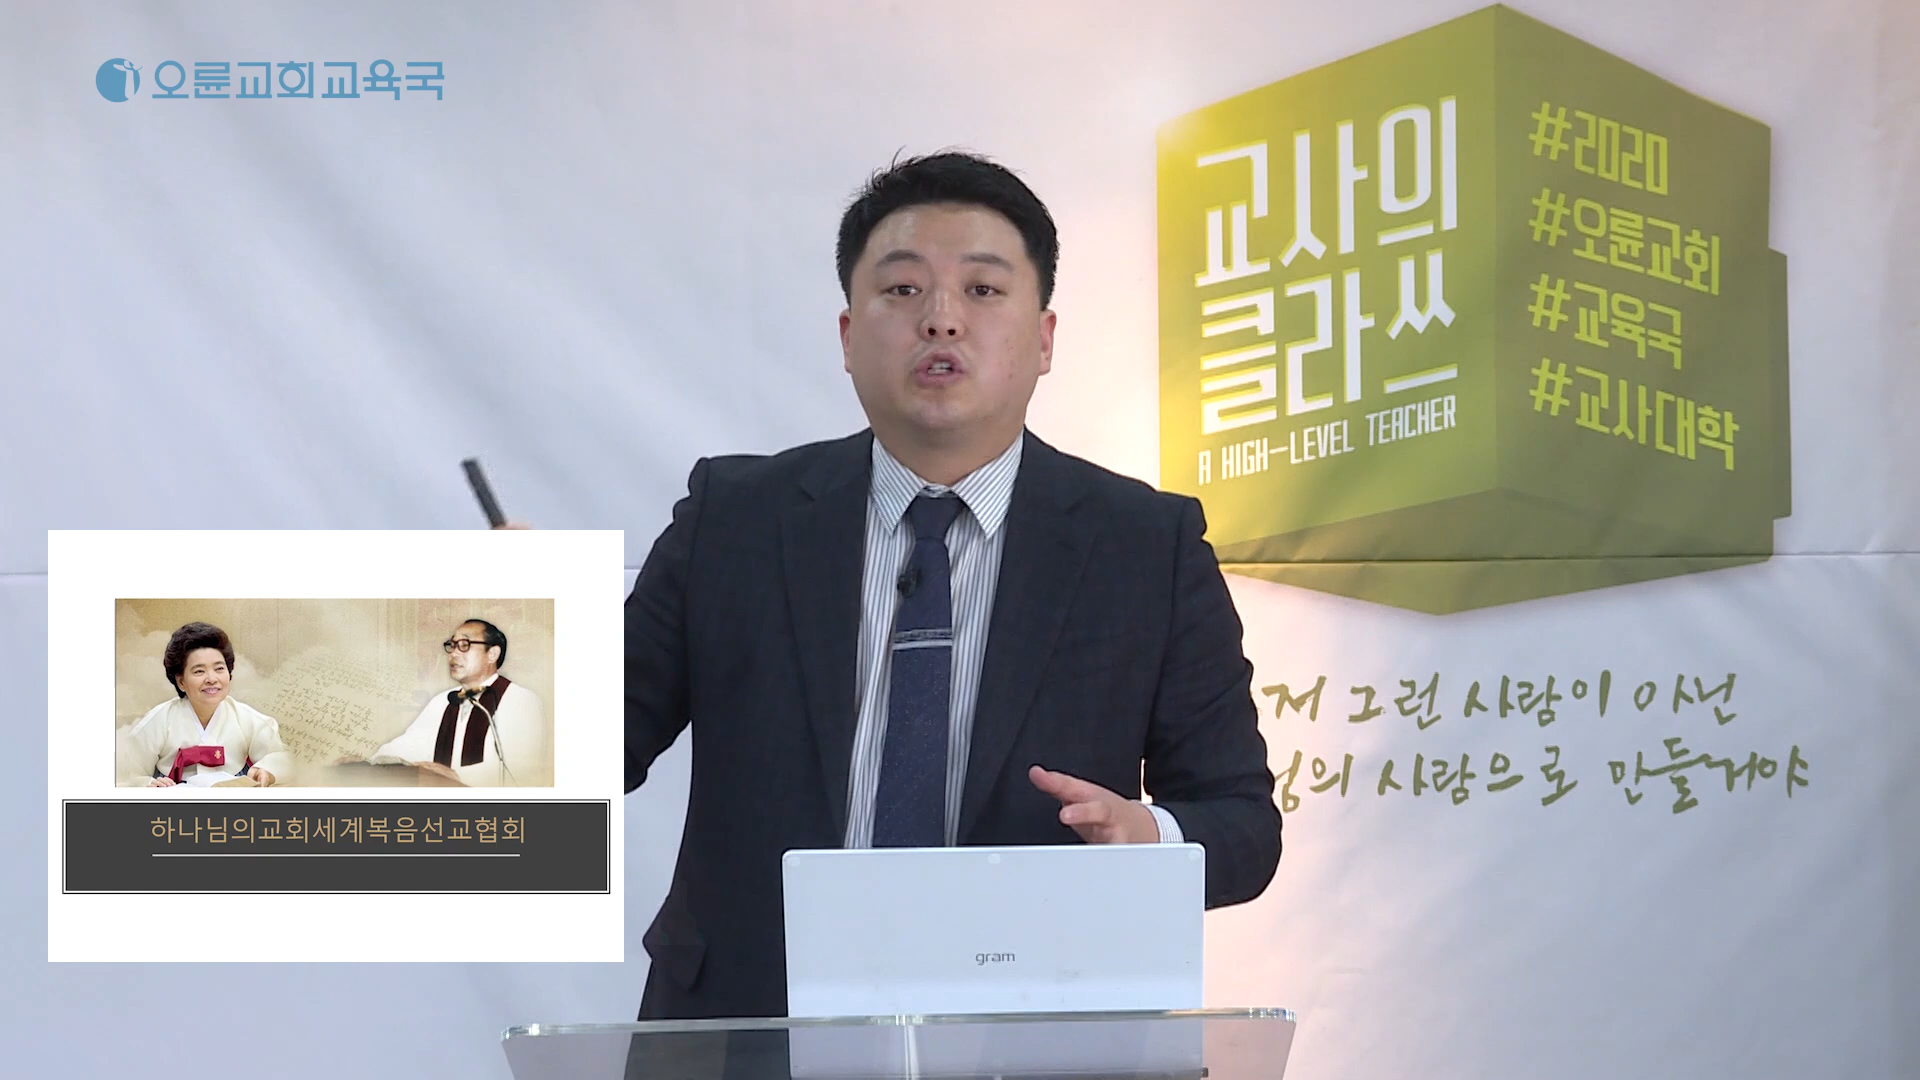 오륜교회교육국
교사의
클라쓰
A HIGH-LEVEL TEACHER
#2020
#오륜교회
#교육국
#교사대학
저 그런 사람이 아닌
의 사람으로 만들거야
하나님의교회세계복음선교협회
gram